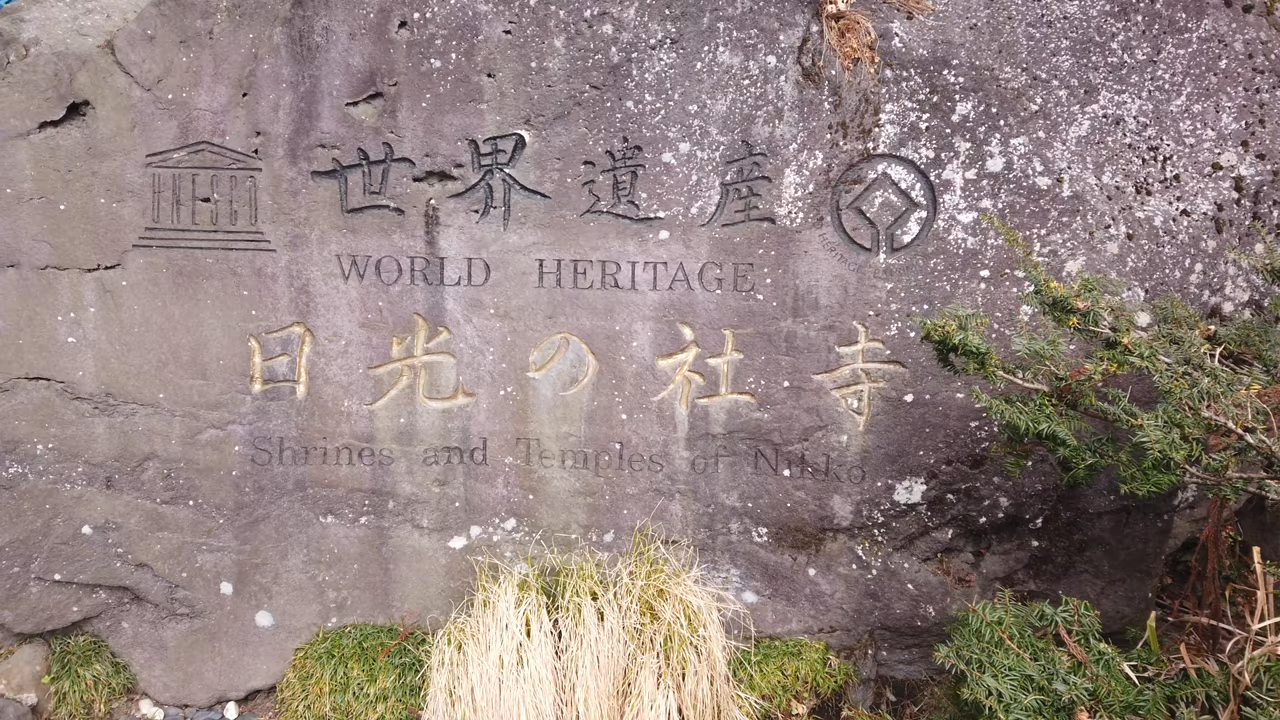 UNESCO 世界遺産
WORLD HERITAGE
日光の社寺
Shrines and Temples of Nikko